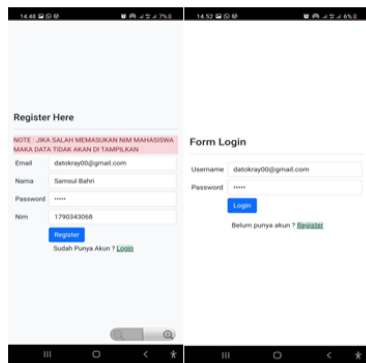 14.48
7%
Register Here
NOTE : JIKA SALAH MEMASUKAN NIM MAHASISWA
MAKA DATA TIDAK AKAN DI TAMPILKAN
Email datokray00@gmail.com
Nama Samsul Bahri
Password •••••
Nim 1790343068
Register
Sudah Punya Akun ? Login
14.52
6%
Form Login
Username datokray00@gmail.com
Password •••••
Login
Belum punya akun ? Register